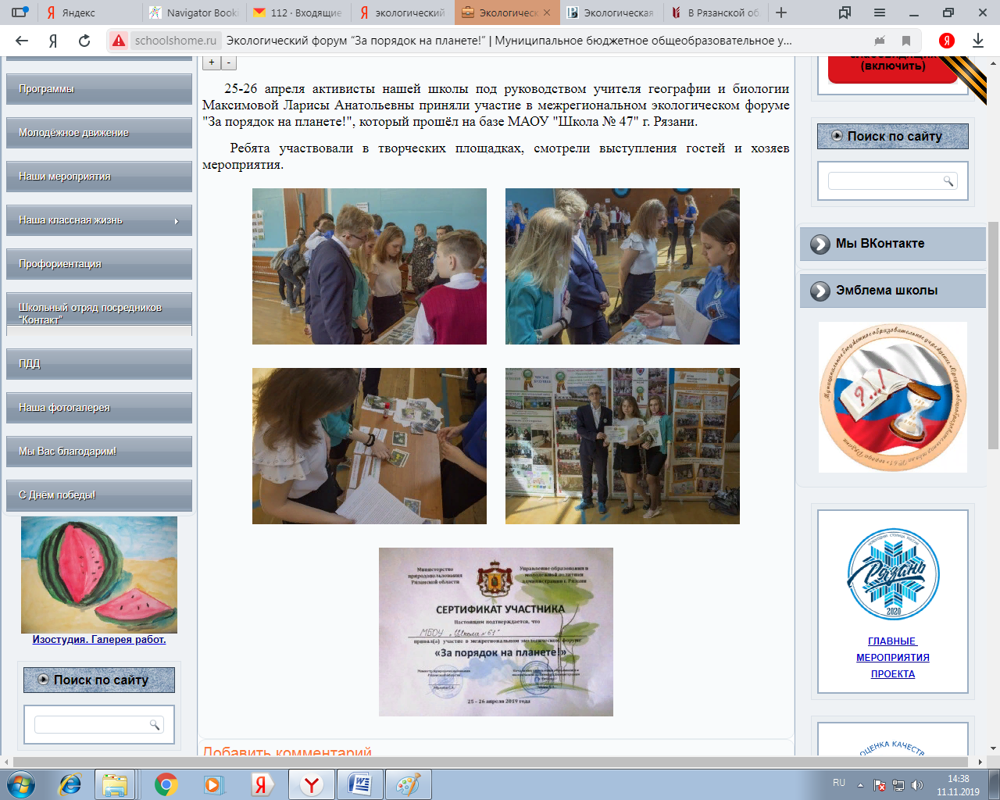 Яндекс
Navigator Booki
112 · Входящие
экологический
Экологическ
Экологическая
В Рязанской об
schoolshome.ru
Экологический форум “За порядок на планете!” | Муниципальное бюджетное общеобразовательное у...
Программы
Молодёжное движение
Наши мероприятия
Наша классная жизнь
Профориентация
Школьный отряд посредников
“Контакт”
ПДД
Наша фотогалерея
Мы Вас благодарим!
С Днём победы!
Изостудия. Галерея работ.
Поиск по сайту
+ -
25-26 апреля активисты нашей школы под руководством учителя географии и биологии
Максимовой Ларисы Анатольевны приняли участие в межрегиональном экологическом форуме
"За порядок на планете!", который прошёл на базе МАОУ "Школа № 47" г. Рязани.
Ребята участвовали в творческих площадках, смотрели выступления гостей и хозяев
мероприятия.
Министерство
природопользования
Рязанской области
Управление образования и
молодежной политики
администрации г. Рязани
СЕРТИФИКАТ УЧАСТНИКА
Настоящим подтверждается, что
МБОУ "Школа № 61"
принял(а) участие в межрегиональном экологическом форуме
«За порядок на планете!»
25 - 26 апреля 2019 года
Добавить комментарий
(включить)
Поиск по сайту
Мы ВКонтакте
Эмблема школы
Рязань
2020
ГЛАВНЫЕ
МЕРОПРИЯТИЯ
ПРОЕКТА
ОЦЕНКА КАЧЕСТВ
RU
14:38
11.11.2019